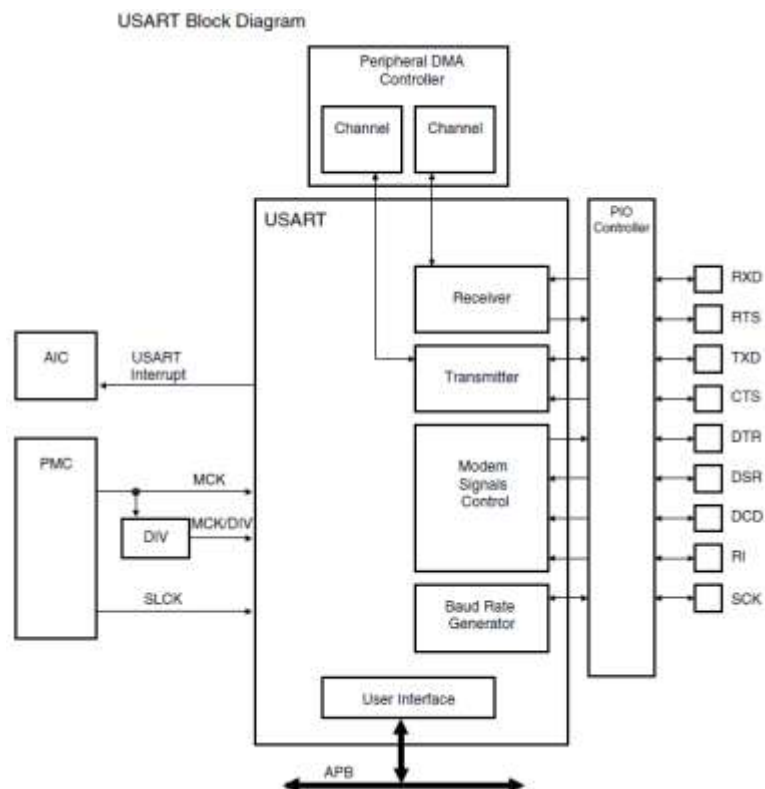 USART Block Diagram
Peripheral DMA
Controller
Channel
Channel
USART
PIO
Controller
Receiver
RXD
RTS
AIC
USART
Interrupt
Transmitter
TXD
CTS
PMC
MCK
DIV
MCK/DIV
SLCK
Modem
Signals
Control
DTR
DSR
DCD
RI
Baud Rate
Generator
SCK
User Interface
APB